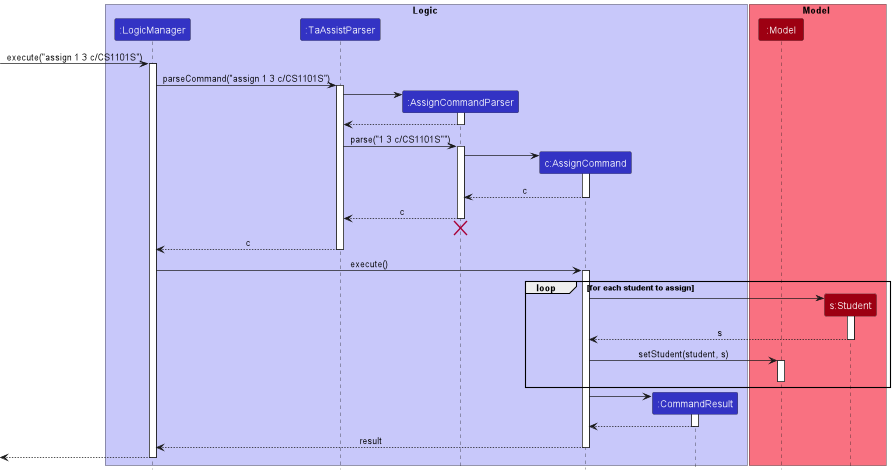 Logic
Model
:LogicManager
:TaAssistParser
:Model
execute("assign 1 3 c/CS1101S")
parseCommand("assign 1 3 c/CS1101S")
:AssignCommandParser
parse("1 3 c/CS1101S"")
c:AssignCommand
c
c
c
execute()
loop
[for each student to assign]
s:Student
s
setStudent(student, s)
:CommandResult
result